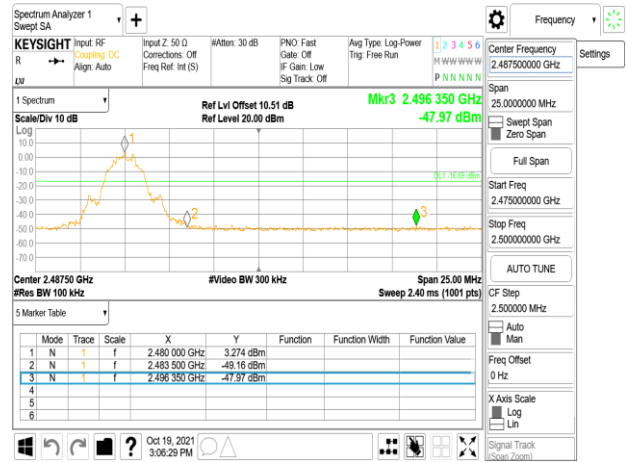 Spectrum Analyzer 1
Swept SA
Frequency
KEYSIGHT
Input: RF
Coupling: DC
Align: Auto
Input Z: 50 Ω
Corrections: Off
Freq Ref: Int (S)
#Atten: 30 dB
PNO: Fast
Gate: Off
IF Gain: Low
Sig Track: Off
Avg Type: Log-Power
Trig: Free Run
1 2 3 4 5 6
M W W W W W
P N N N N N
R
LXI
Center Frequency
2.487500000 GHz
Settings
Span
25.0000000 MHz
Swept Span
Zero Span
Full Span
Start Freq
2.475000000 GHz
Stop Freq
2.500000000 GHz
AUTO TUNE
CF Step
2.500000 MHz
Auto
Man
Freq Offset
0 Hz
X Axis Scale
Log
Lin
Signal Track
(Span Zoom)
1 Spectrum
Scale/Div 10 dB
Ref Lvl Offset 10.51 dB
Ref Level 20.00 dBm
Mkr3 2.496 350 GHz
-47.97 dBm
Log
10.0
0.00
-10.0
-20.0
-30.0
-40.0
-50.0
-60.0
-70.0
1
2
3
DL1 -16.69 dBm
Center 2.48750 GHz
#Res BW 100 kHz
#Video BW 300 kHz
Span 25.00 MHz
Sweep 2.40 ms (1001 pts)
5 Marker Table
Mode Trace Scale X Y Function Function Width Function Value
1 N 1 f 2.480 000 GHz 3.274 dBm
2 N 1 f 2.483 500 GHz -49.16 dBm
3 N 1 f 2.496 350 GHz -47.97 dBm
4
5
6
?
Oct 19, 2021
3:06:29 PM